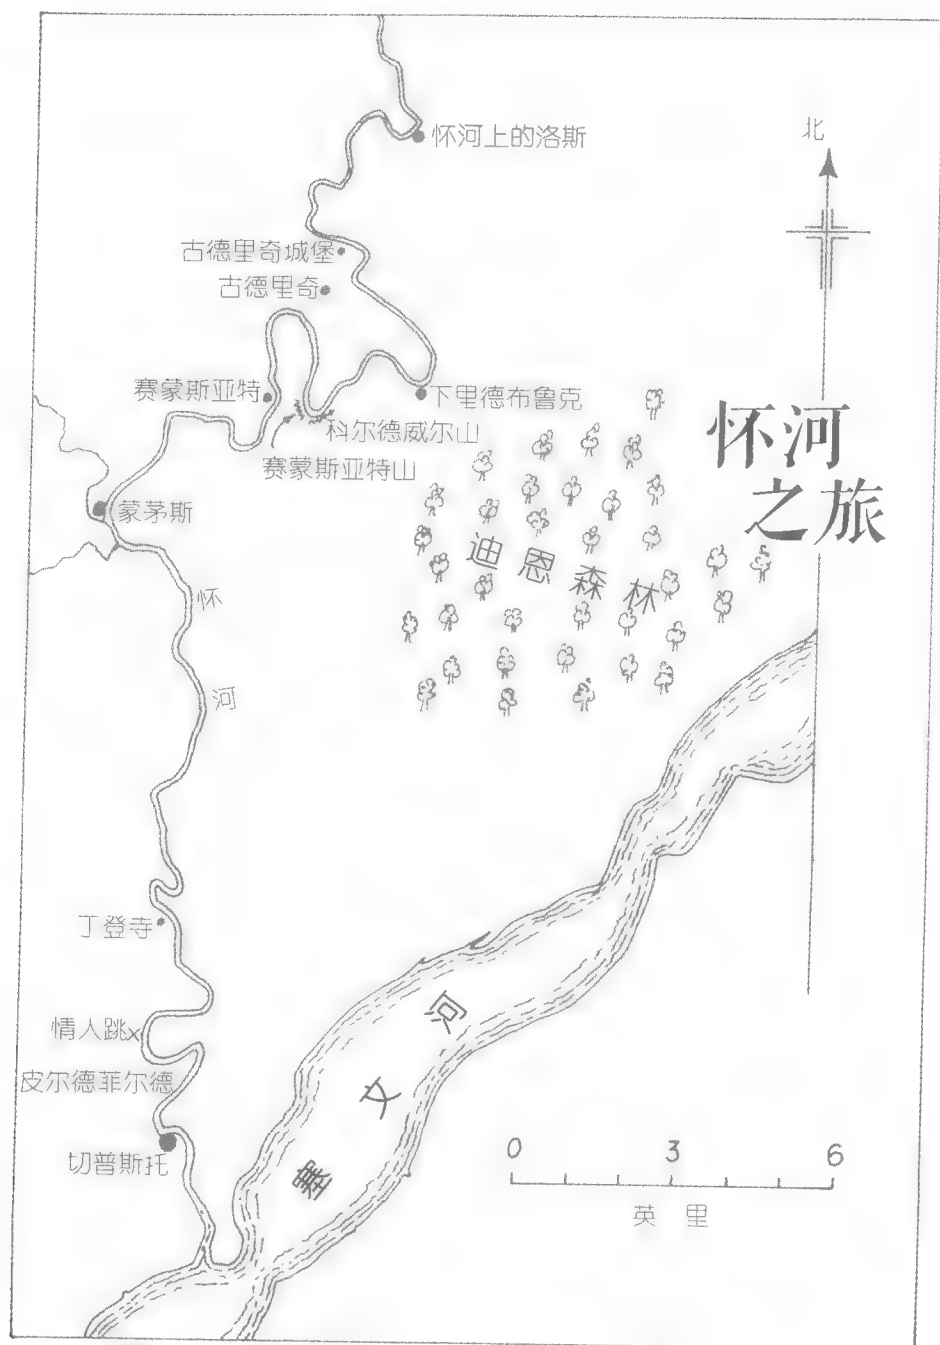 北
怀河上的洛斯
古德里奇城堡
古德里奇
赛蒙斯亚特
下里德布鲁克
科尔德威尔山
赛蒙斯亚特山
怀河
之旅
蒙茅斯
迪恩森林
怀河
丁登寺
情人跳
皮尔德菲尔德
切普斯托
塞文河
0 3 6
英里